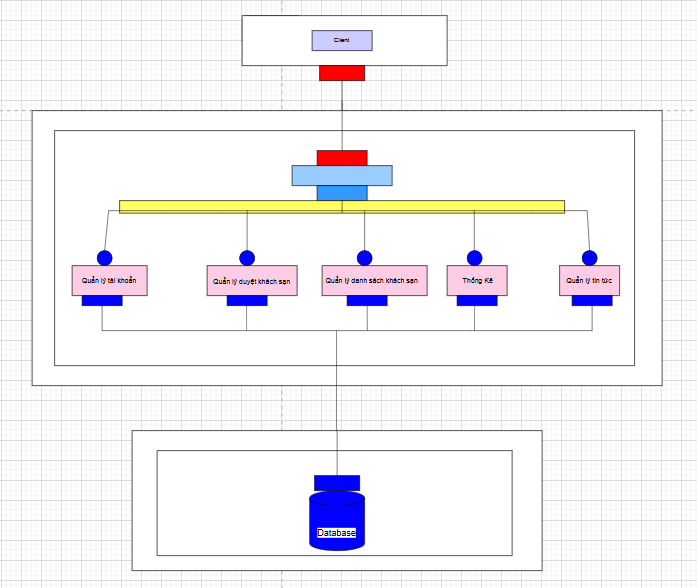 Client
Quản lý tài khoản
Quản lý duyệt khách sạn
Quản lý danh sách khách sạn
Thống Kê
Quản lý tin tức
Database